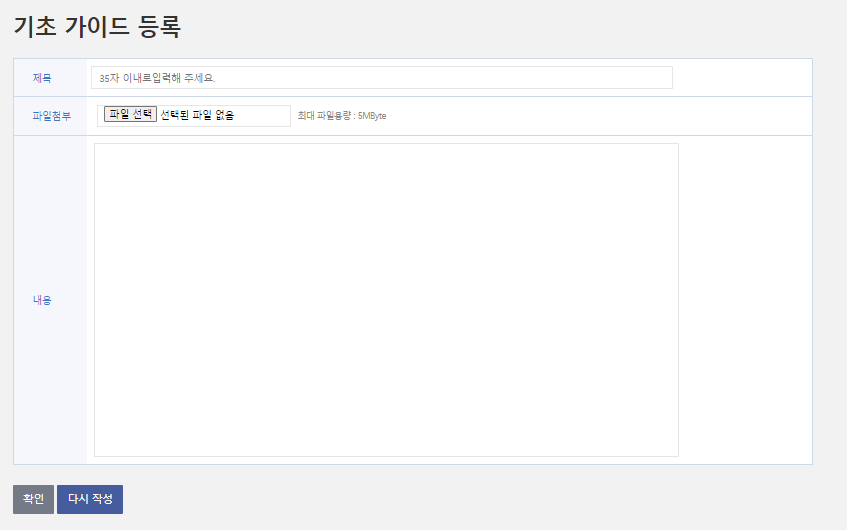 기초 가이드 등록
제목 35자 이내로입력해 주세요.
파일첨부 파일 선택 선택된 파일 없음 최대 파일용량 : 5MByte
내용
확인 다시 작성